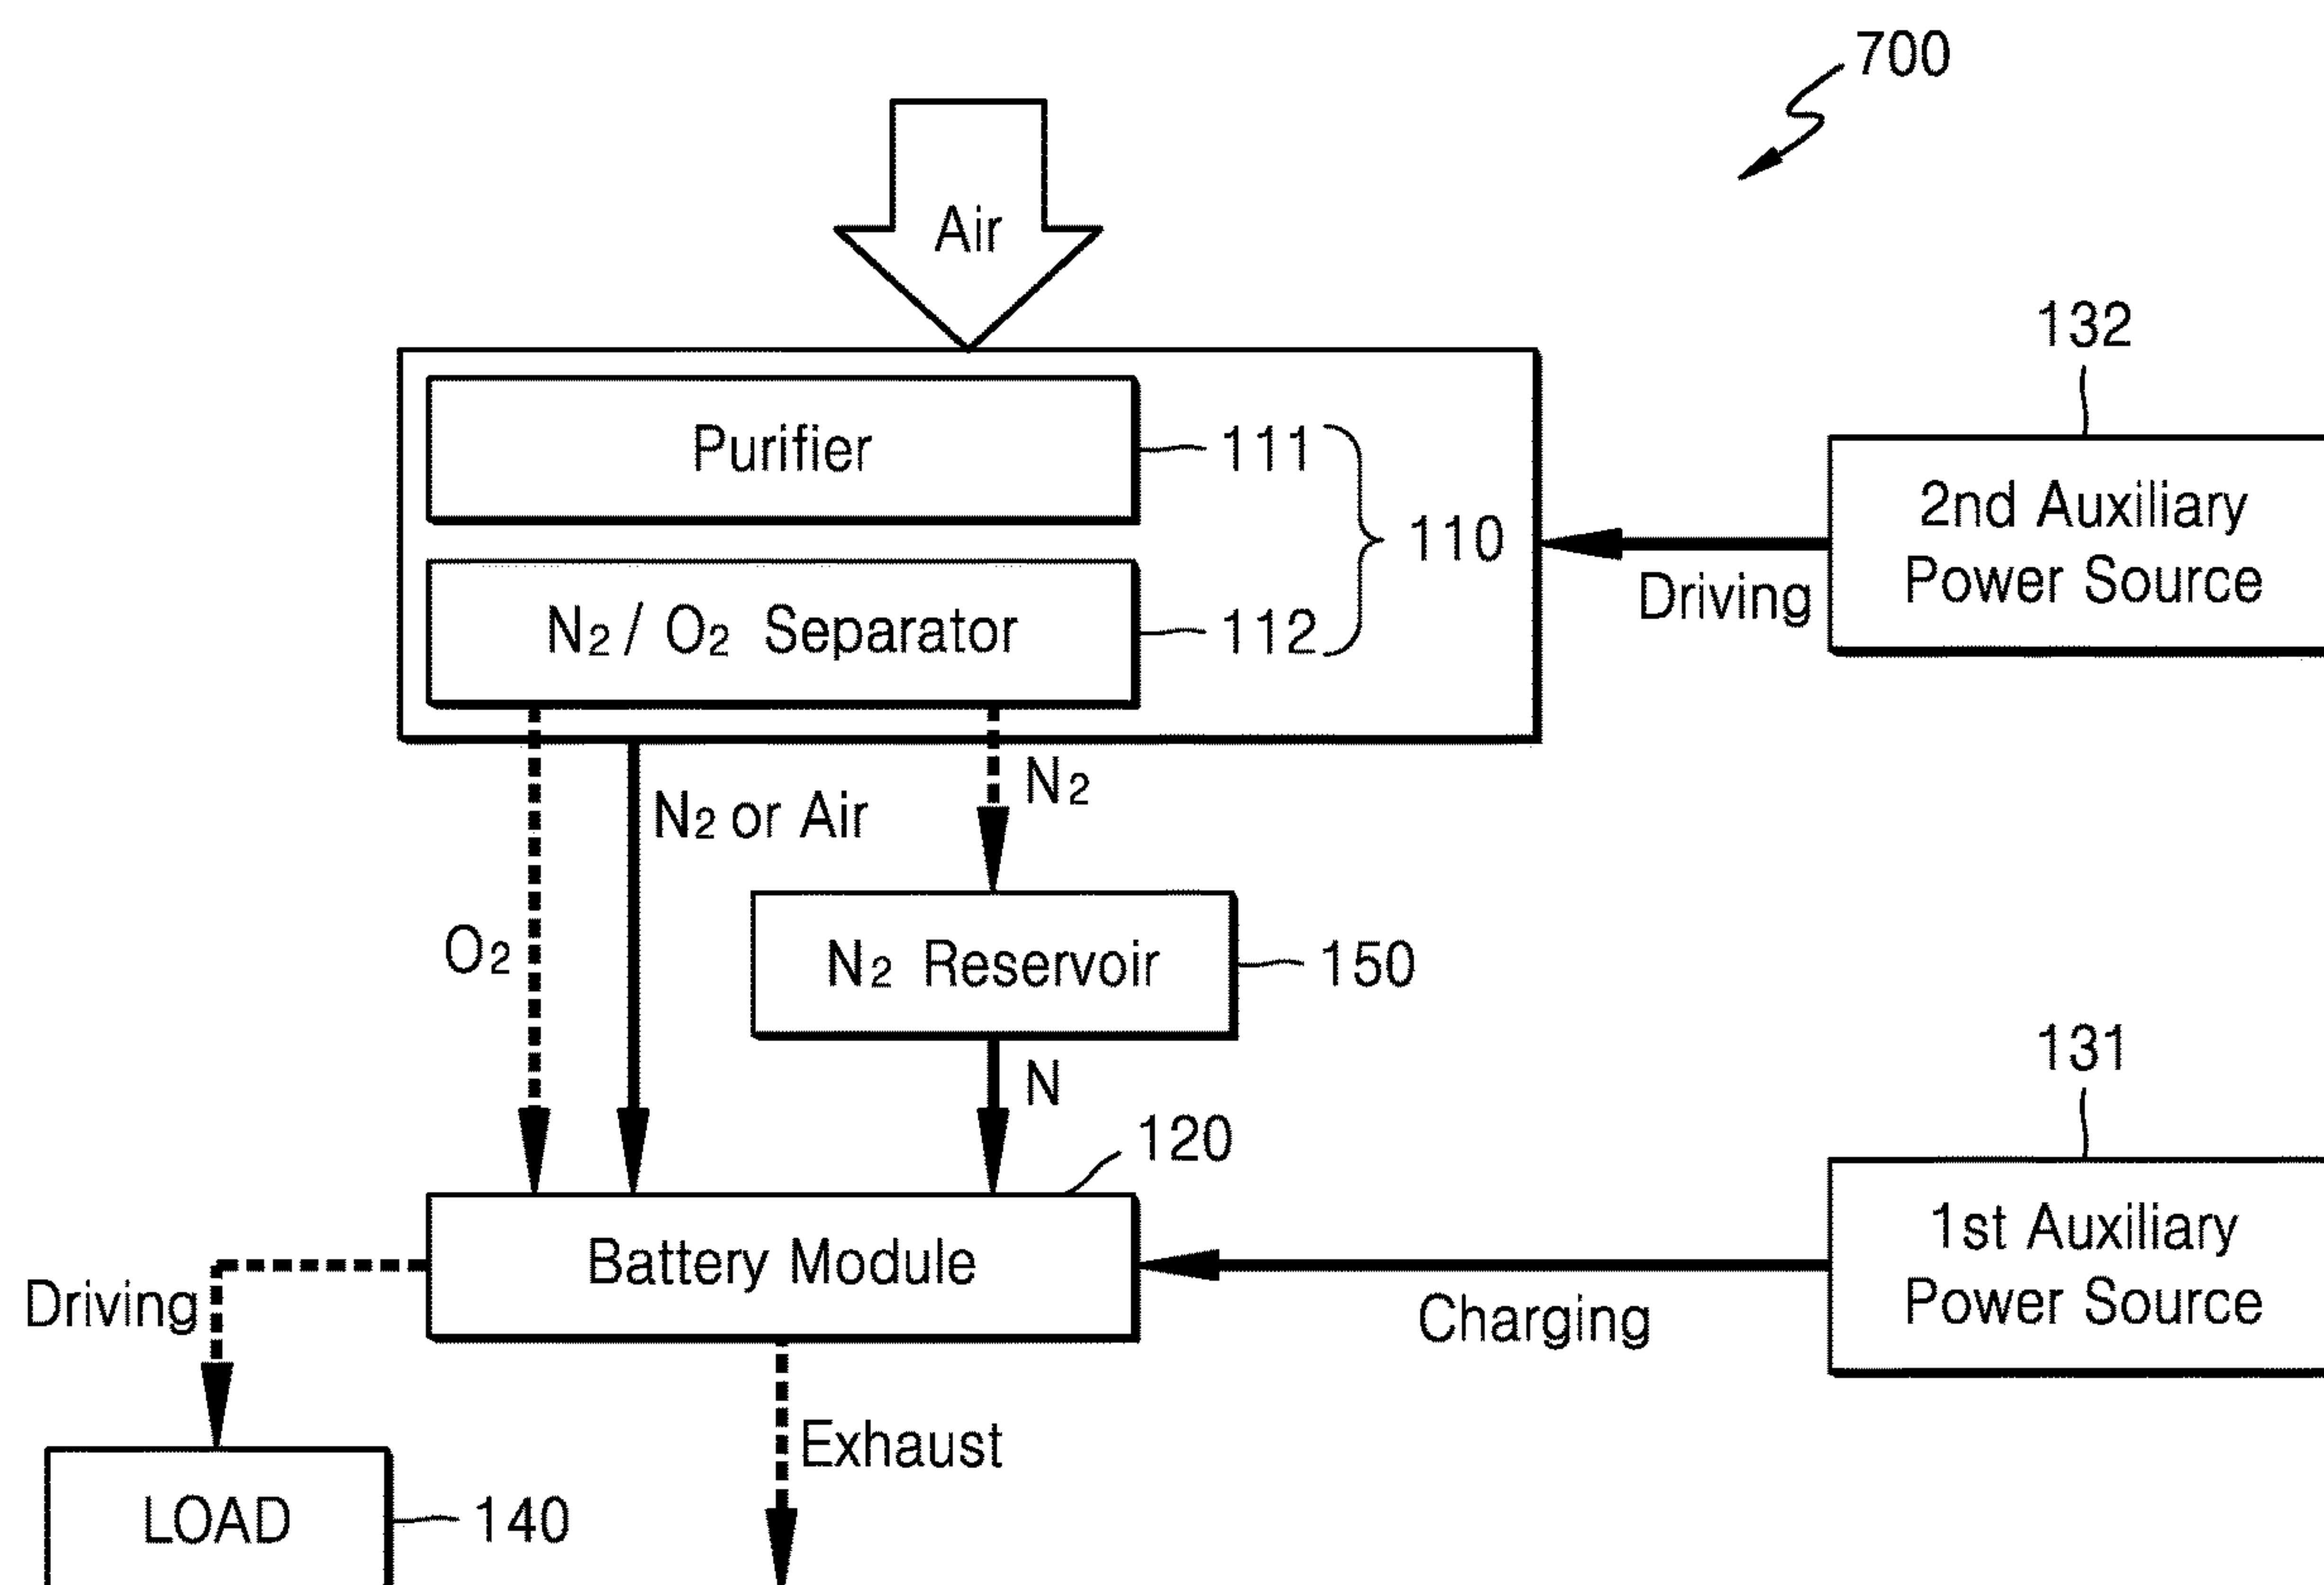 700
Air
132
Purifier
111
2nd Auxiliary
Power Source
110
Driving
N₂ / O₂ Separator
112
N₂
N₂ or Air
O₂
N₂ Reservoir
150
N
131
120
1st Auxiliary
Power Source
Battery Module
Driving
Charging
Exhaust
LOAD
140